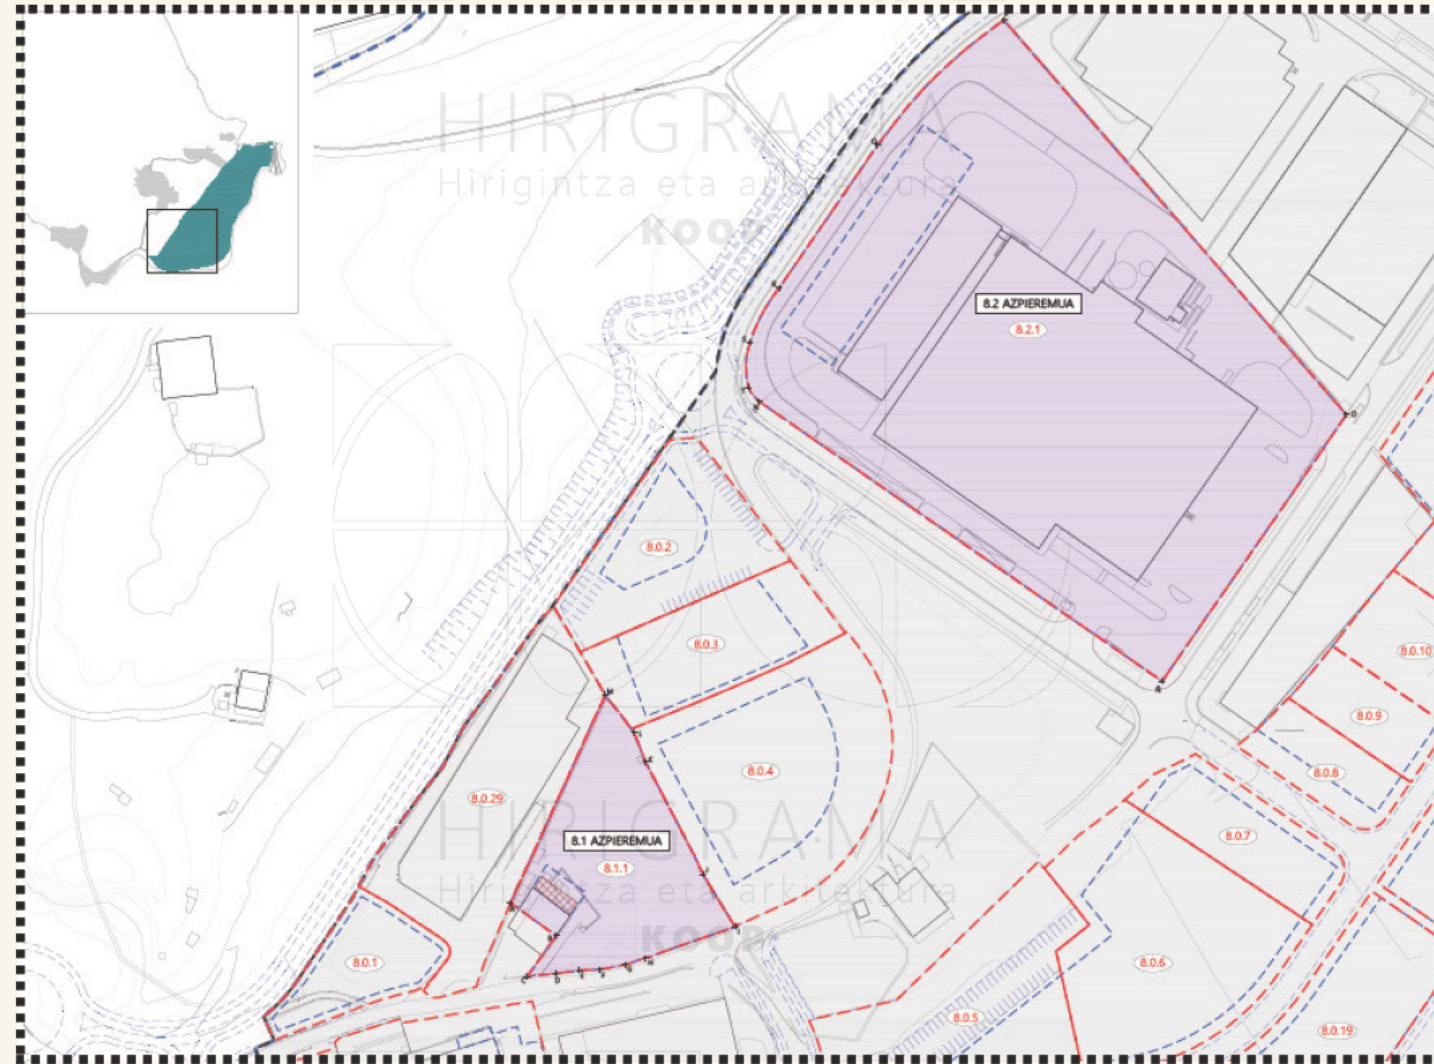 HIRIGRAMA
Hirigintza eta arkitektura
KOOP
8.2 AZPIEREMUA
8.2.1
8.0.2
8.0.3
8.0.10
8.0.9
8.0.4
8.0.8
8.0.29
HIRIGRAMA
8.1 AZPIEREMUA
8.0.7
8.1.1
Hirigintza eta arkitektura
KOOP
8.0.1
8.0.6
8.0.5
8.0.19